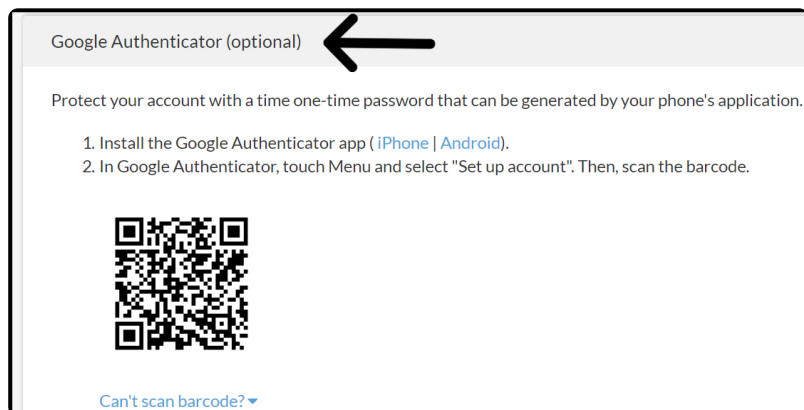 Google Authenticator (optional)
Protect your account with a time one-time password that can be generated by your phone's application.
1. Install the Google Authenticator app ( iPhone | Android).
2. In Google Authenticator, touch Menu and select "Set up account". Then, scan the barcode.
Can't scan barcode?